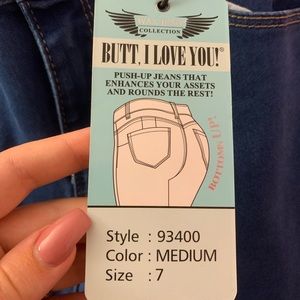 COLLECTION
BUTT, I LOVE YOU!®
PUSH-UP JEANS THAT
ENHANCES YOUR ASSETS
AND ROUNDS THE REST!
BOTTOMS UP!
Style : 93400
Color : MEDIUM
Size : 7